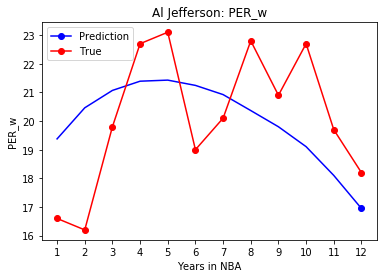 Al Jefferson: PER_w
Prediction
True
PER_w
23
22
21
20
19
18
17
16
1 2 3 4 5 6 7 8 9 10 11 12
Years in NBA